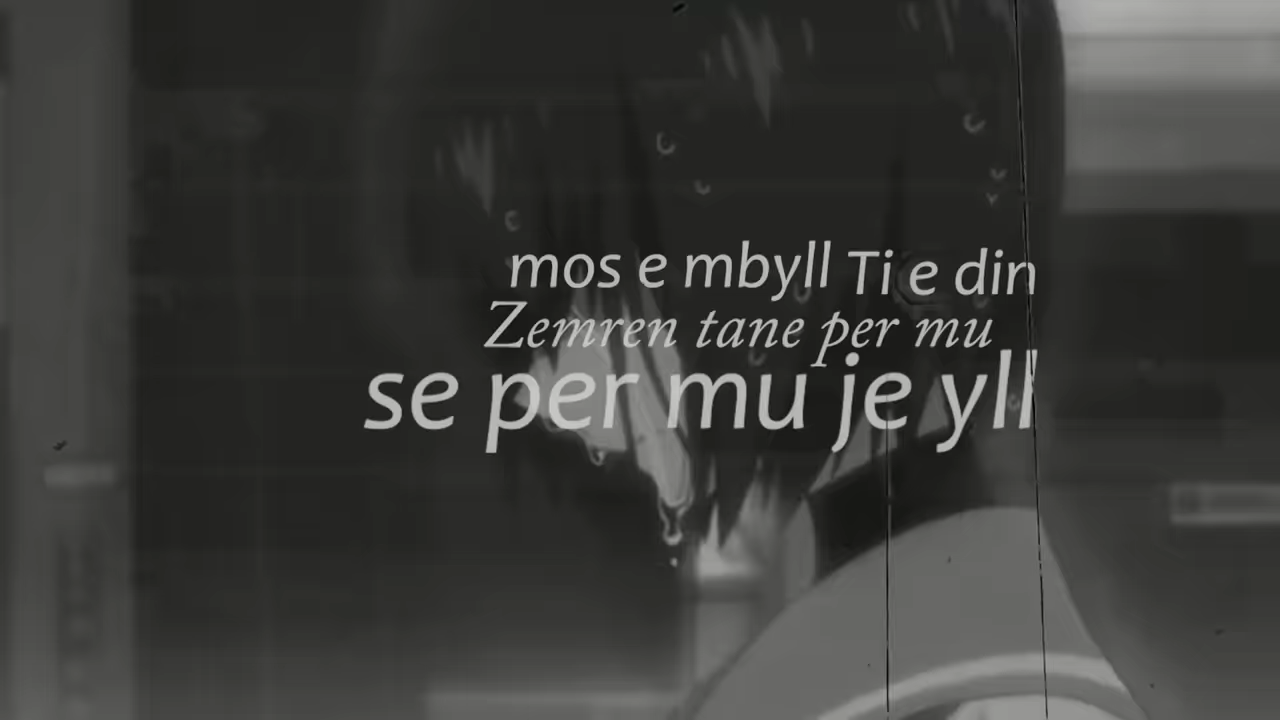 mos e mbyll Ti e din
Zemren tane per mu
se per mu je yll